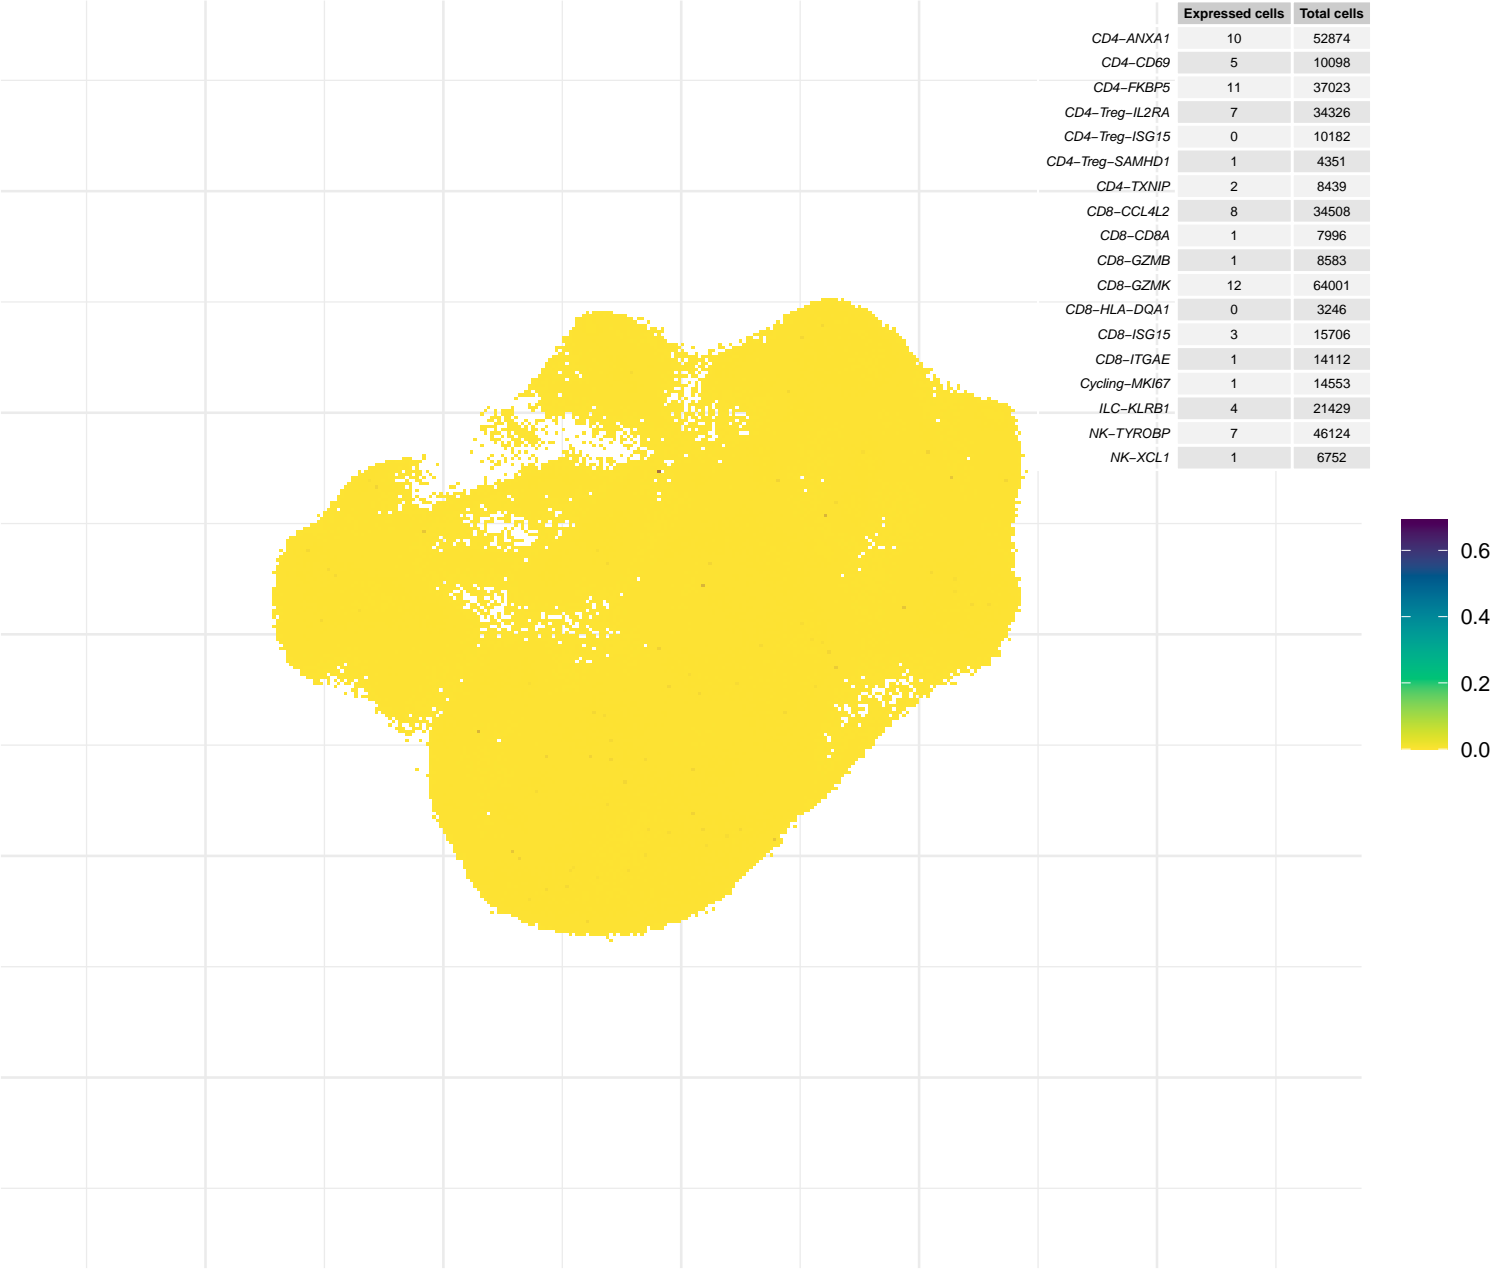 Expressed cells Total cells
CD4−ANXA1 10 52874
CD4−CD69 5 10098
CD4−FKBP5 11 37023
CD4−Treg−IL2RA 7 34326
CD4−Treg−ISG15 0 10182
CD4−Treg−SAMHD1 1 4351
CD4−TXNIP 2 8439
CD8−CCL4L2 8 34508
CD8−CD8A 1 7996
CD8−GZMB 1 8583
CD8−GZMK 12 64001
CD8−HLA−DQA1 0 3246
CD8−ISG15 3 15706
CD8−ITGAE 1 14112
Cycling−MKI67 1 14553
ILC−KLRB1 4 21429
NK−TYROBP 7 46124
NK−XCL1 1 6752
0.6
0.4
0.2
0.0